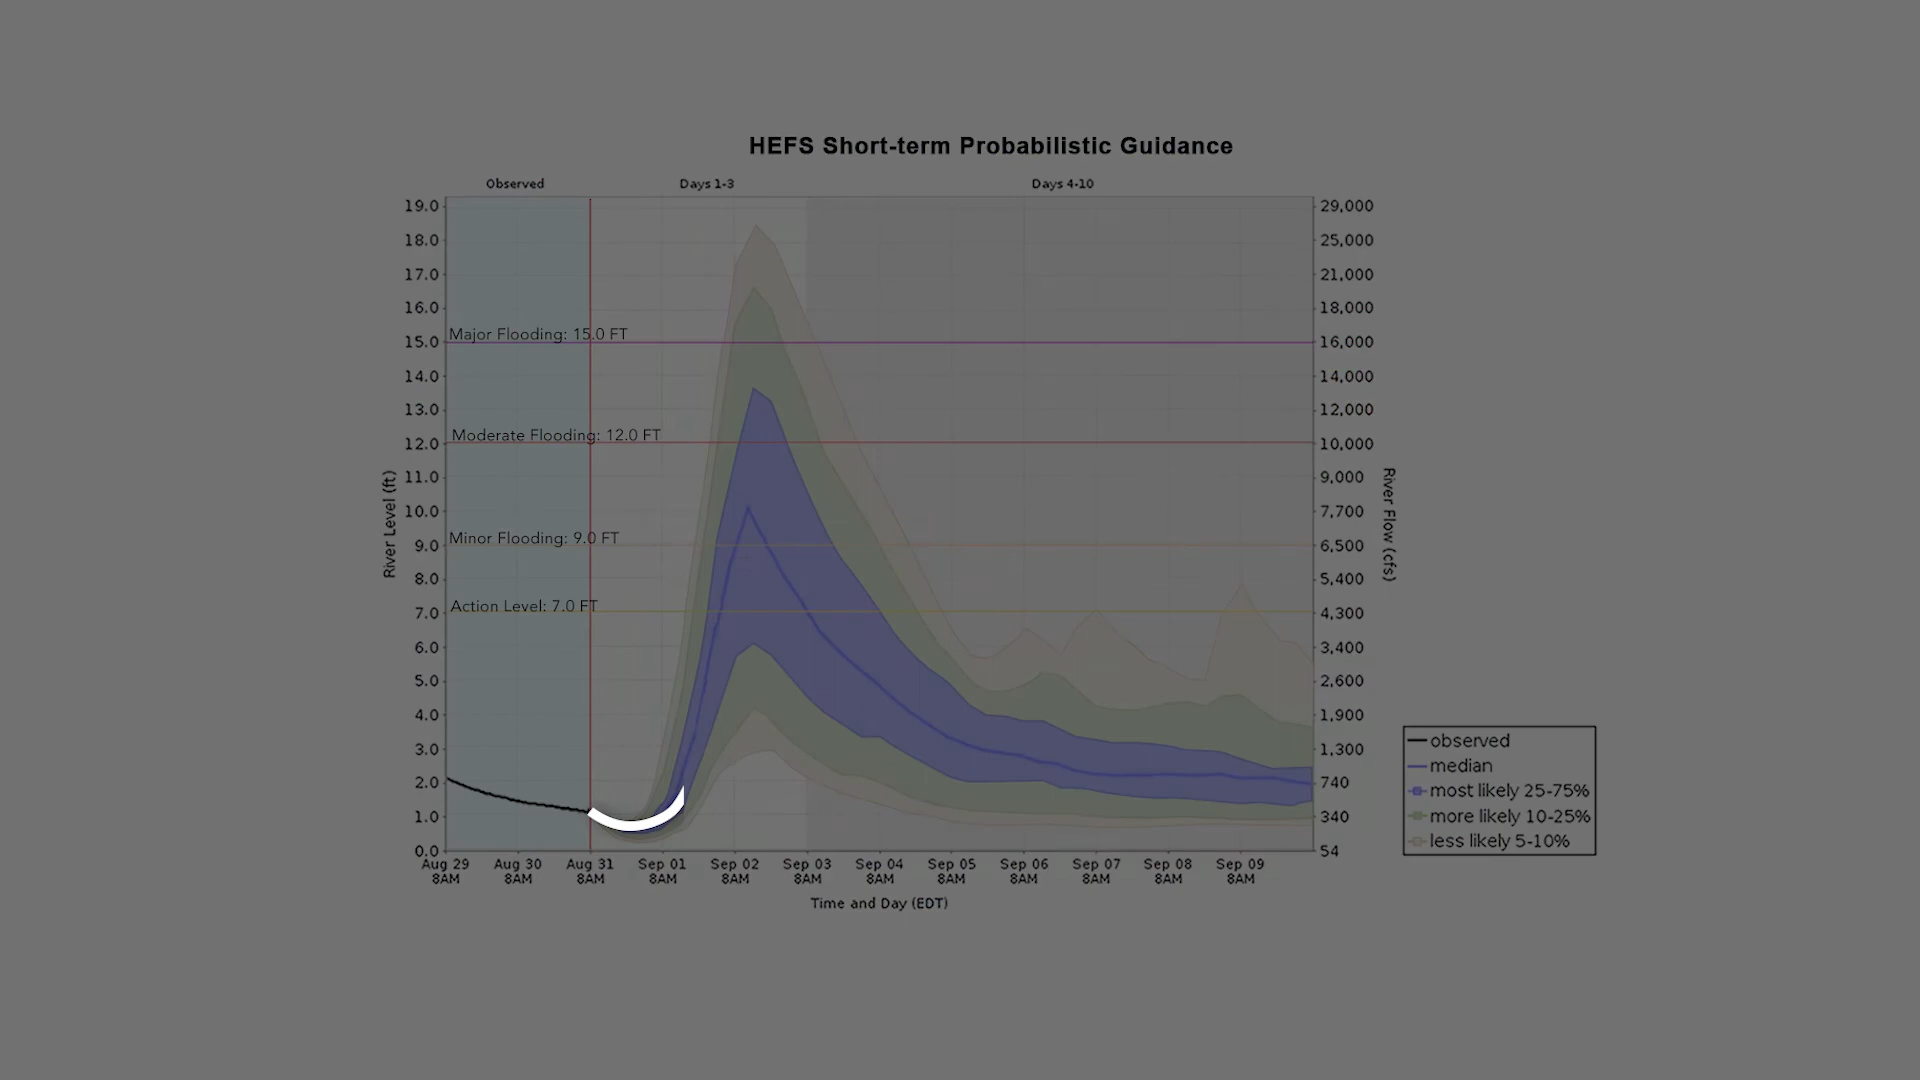 HEFS Short-term Probabilistic Guidance
Observed
Days 1-3
Days 4-10
19.0
18.0
17.0
16.0
15.0
14.0
13.0
12.0
11.0
10.0
9.0
8.0
7.0
6.0
5.0
4.0
3.0
2.0
1.0
0.0
River Level (ft)
Major Flooding: 15.0 FT
Moderate Flooding: 12.0 FT
Minor Flooding: 9.0 FT
Action Level: 7.0 FT
29,000
25,000
21,000
18,000
16,000
14,000
12,000
10,000
9,000
7,700
6,500
5,400
4,300
3,400
2,600
1,900
1,300
740
340
54
River Flow (cfs)
Aug 29 Aug 30 Aug 31 Sep 01 Sep 02 Sep 03 Sep 04 Sep 05 Sep 06 Sep 07 Sep 08 Sep 09
8AM 8AM 8AM 8AM 8AM 8AM 8AM 8AM 8AM 8AM 8AM 8AM
Time and Day (EDT)
observed
median
most likely 25-75%
more likely 10-25%
less likely 5-10%